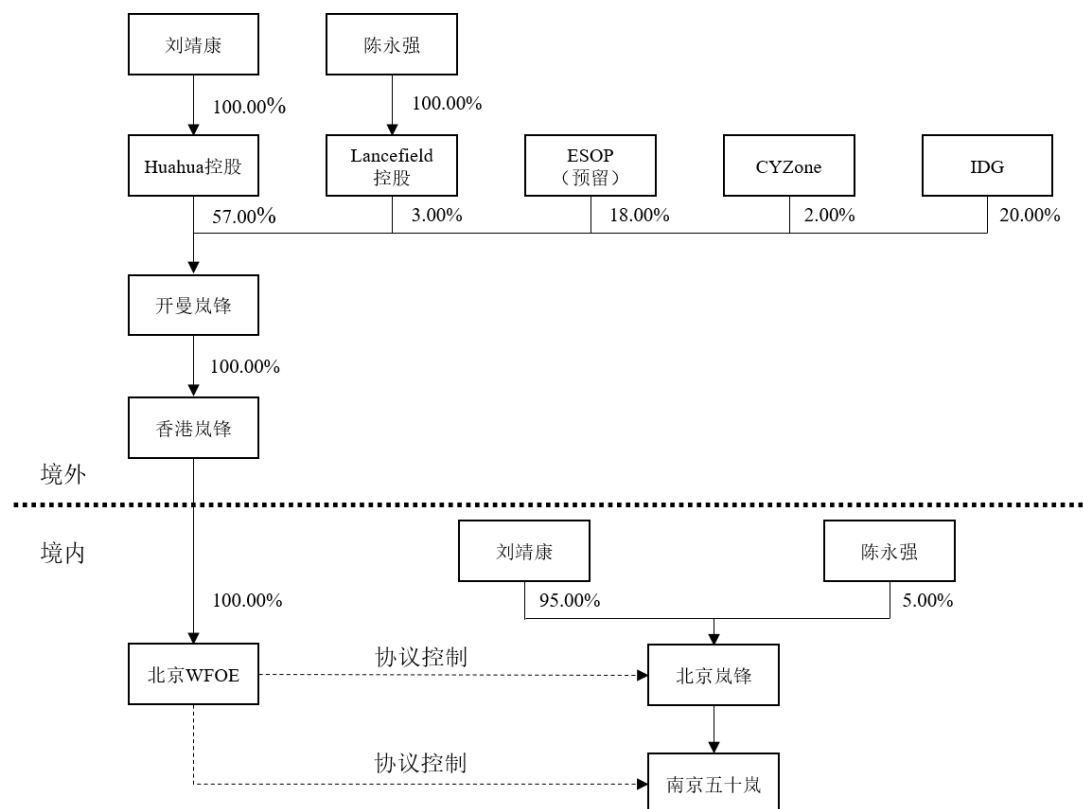 刘靖康
陈永强
100.00%
100.00%
Huahua控股
Lancefield
控股
ESOP
（预留）
CYZone
IDG
57.00%
3.00%
18.00%
2.00%
20.00%
开曼岚锋
100.00%
香港岚锋
境外
境内
刘靖康
陈永强
100.00%
95.00%
5.00%
北京WFOE
协议控制
北京岚锋
协议控制
南京五十岚